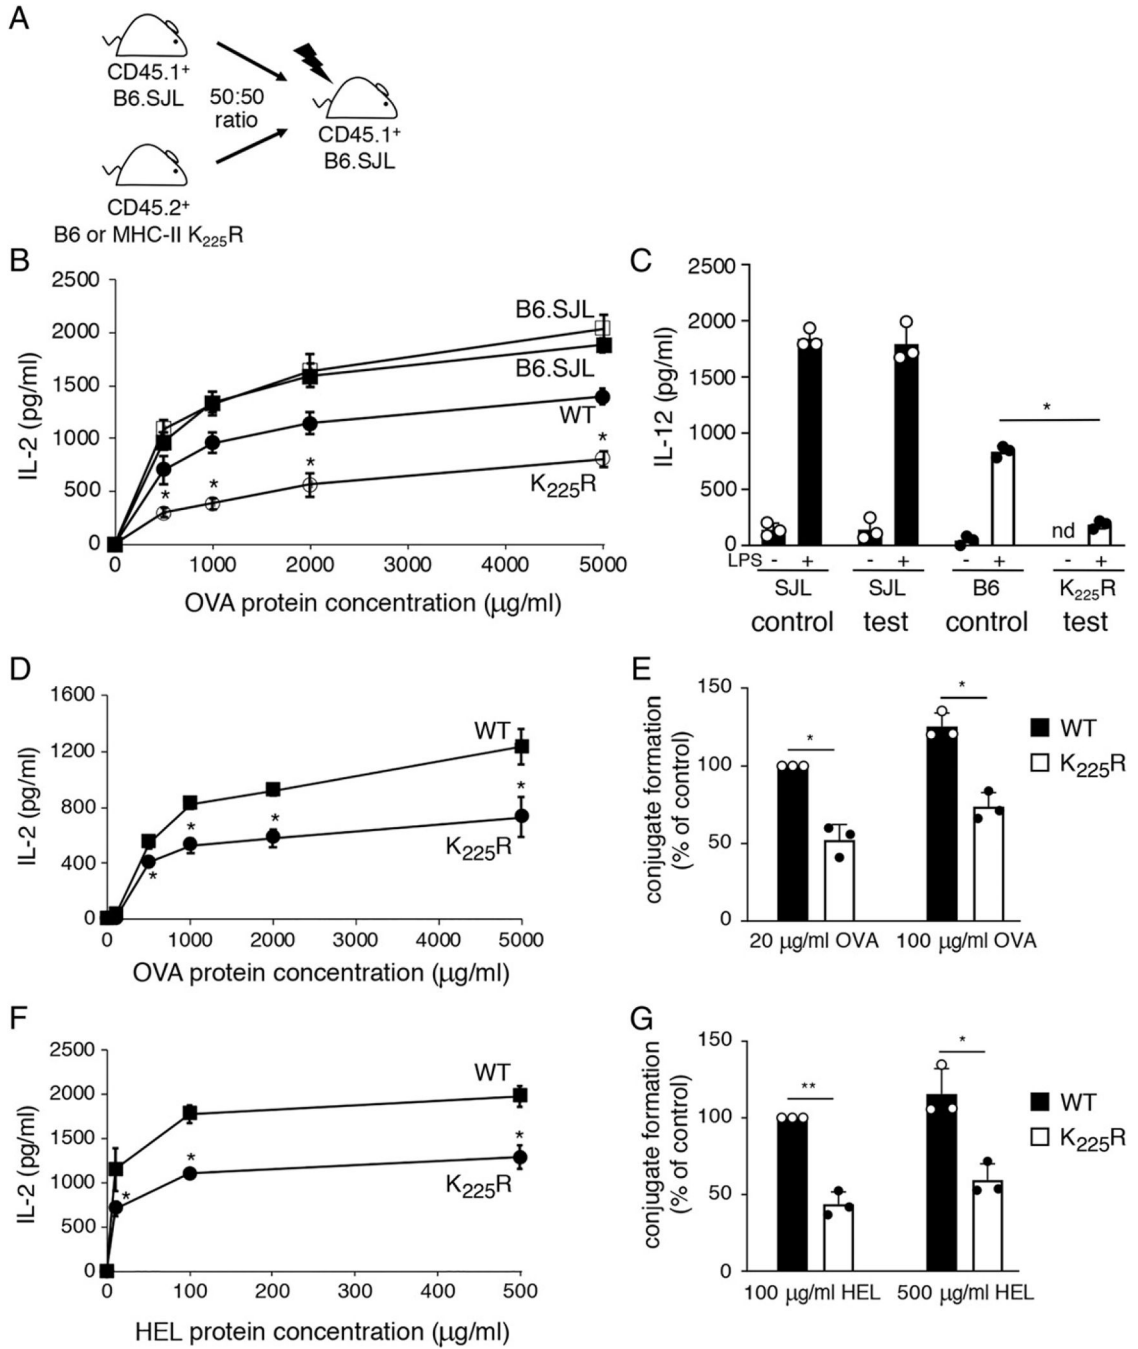 A
CD45.1+
B6.SJL
50:50
ratio
CD45.1+
B6.SJL
CD45.2+
B6 or MHC-II K225R
B
2500
2000
1500
1000
500
0
IL-2 (pg/ml)
B6.SJL
B6.SJL
WT
*
K225R
*
*
*
0
1000
2000
3000
4000
5000
OVA protein concentration (µg/ml)
C
2500
2000
1500
1000
500
0
IL-12 (pg/ml)
*
nd
LPS - + - + - + - +
SJL SJL B6 K225R
control test control test
D
1600
1200
800
400
0
IL-2 (pg/ml)
WT
*
*
*
*
K225R
0 1000 2000 3000 4000 5000
OVA protein concentration (µg/ml)
E
150
100
50
0
conjugate formation
(% of control)
*
*
WT
K225R
20 µg/ml OVA 100 µg/ml OVA
F
2500
2000
1500
1000
500
0
IL-2 (pg/ml)
WT
*
*
*
K225R
0 100 200 300 400 500
HEL protein concentration (µg/ml)
G
150
100
50
0
conjugate formation
(% of control)
**
*
WT
K225R
100 µg/ml HEL 500 µg/ml HEL